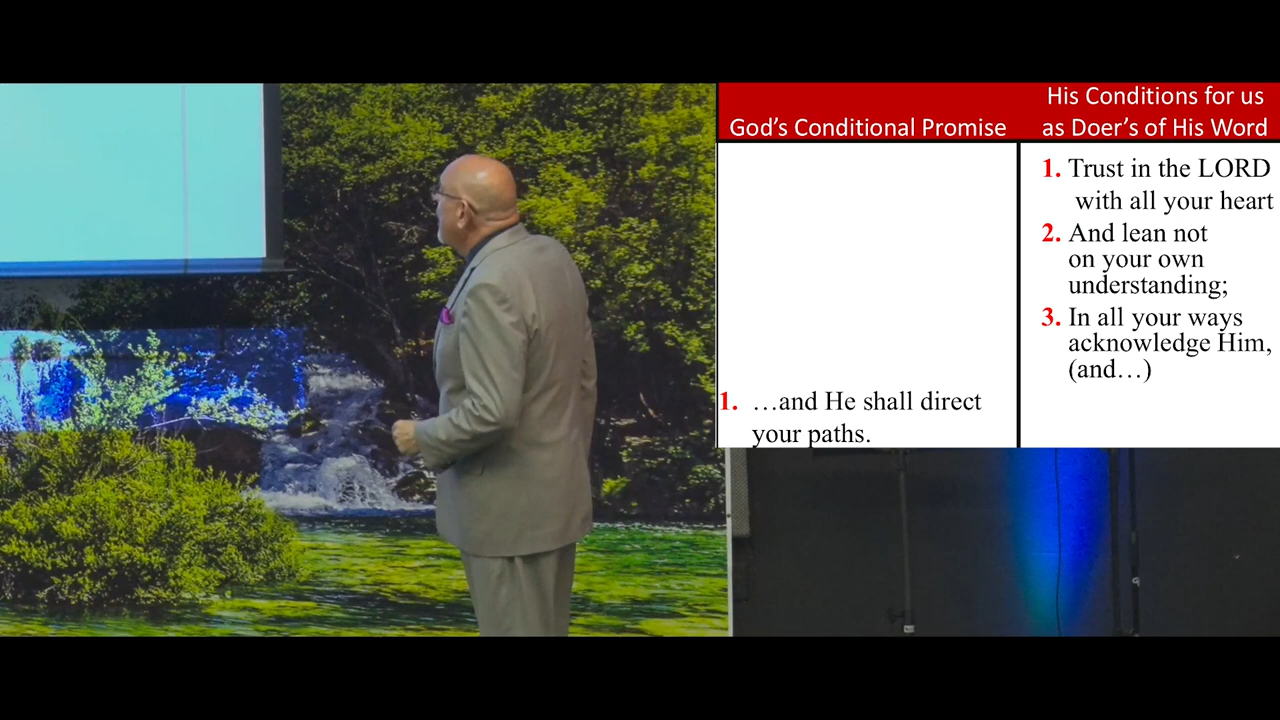 God’s Conditional Promise
His Conditions for us
as Doer’s of His Word
1. Trust in the LORD
with all your heart
2. And lean not
on your own
understanding;
3. In all your ways
acknowledge Him,
(and…)
1. …and He shall direct
your paths.